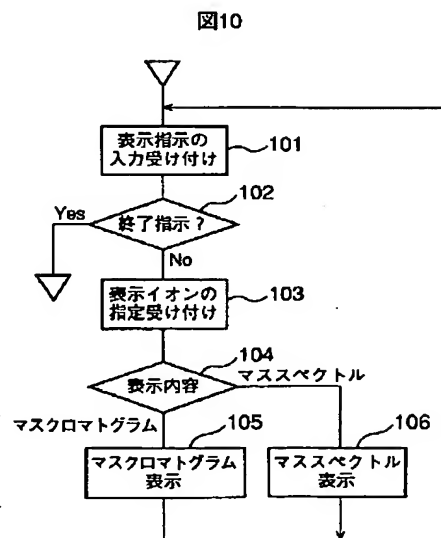 図10
表示指示の
入力受け付け
101
102
Yes
終了指示？
No
表示イオンの
指定受け付け
103
104
表示内容
マススペクトル
マスクロマトグラム
105
106
マスクロマトグラム
表示
マススペクトル
表示